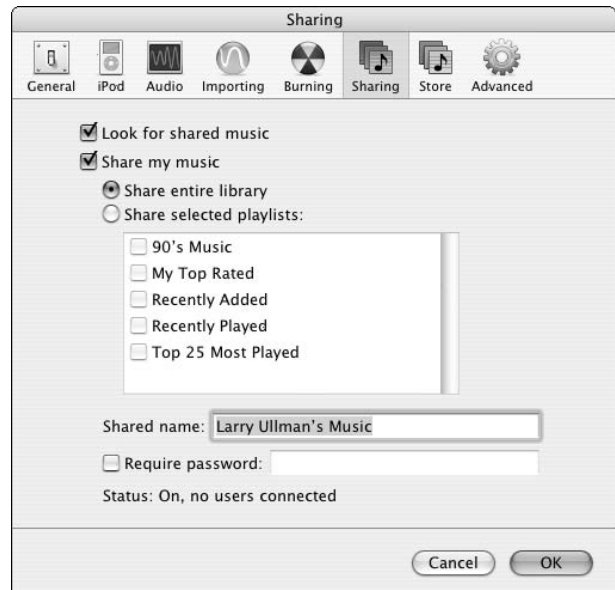 Sharing
General iPod Audio Importing Burning Sharing Store Advanced
Look for shared music
Share my music
Share entire library
Share selected playlists:
90's Music
My Top Rated
Recently Added
Recently Played
Top 25 Most Played
Shared name: Larry Ullman's Music
Require password:
Status: On, no users connected
Cancel OK